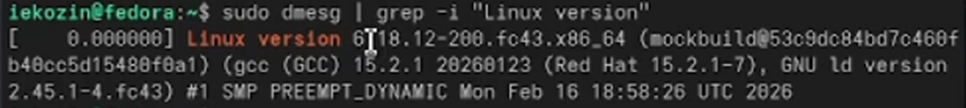 iekozin@fedora:~$ sudo dmesg | grep -i "Linux version"
[    0.000000] Linux version 6.18.12-200.fc43.x86_64 (mockbuild@53c9dc84bd7c460f
b40cc5d15480f0a1) (gcc (GCC) 15.2.1 20260123 (Red Hat 15.2.1-7), GNU ld version
2.45.1-4.fc43) #1 SMP PREEMPT_DYNAMIC Mon Feb 16 18:58:26 UTC 2026